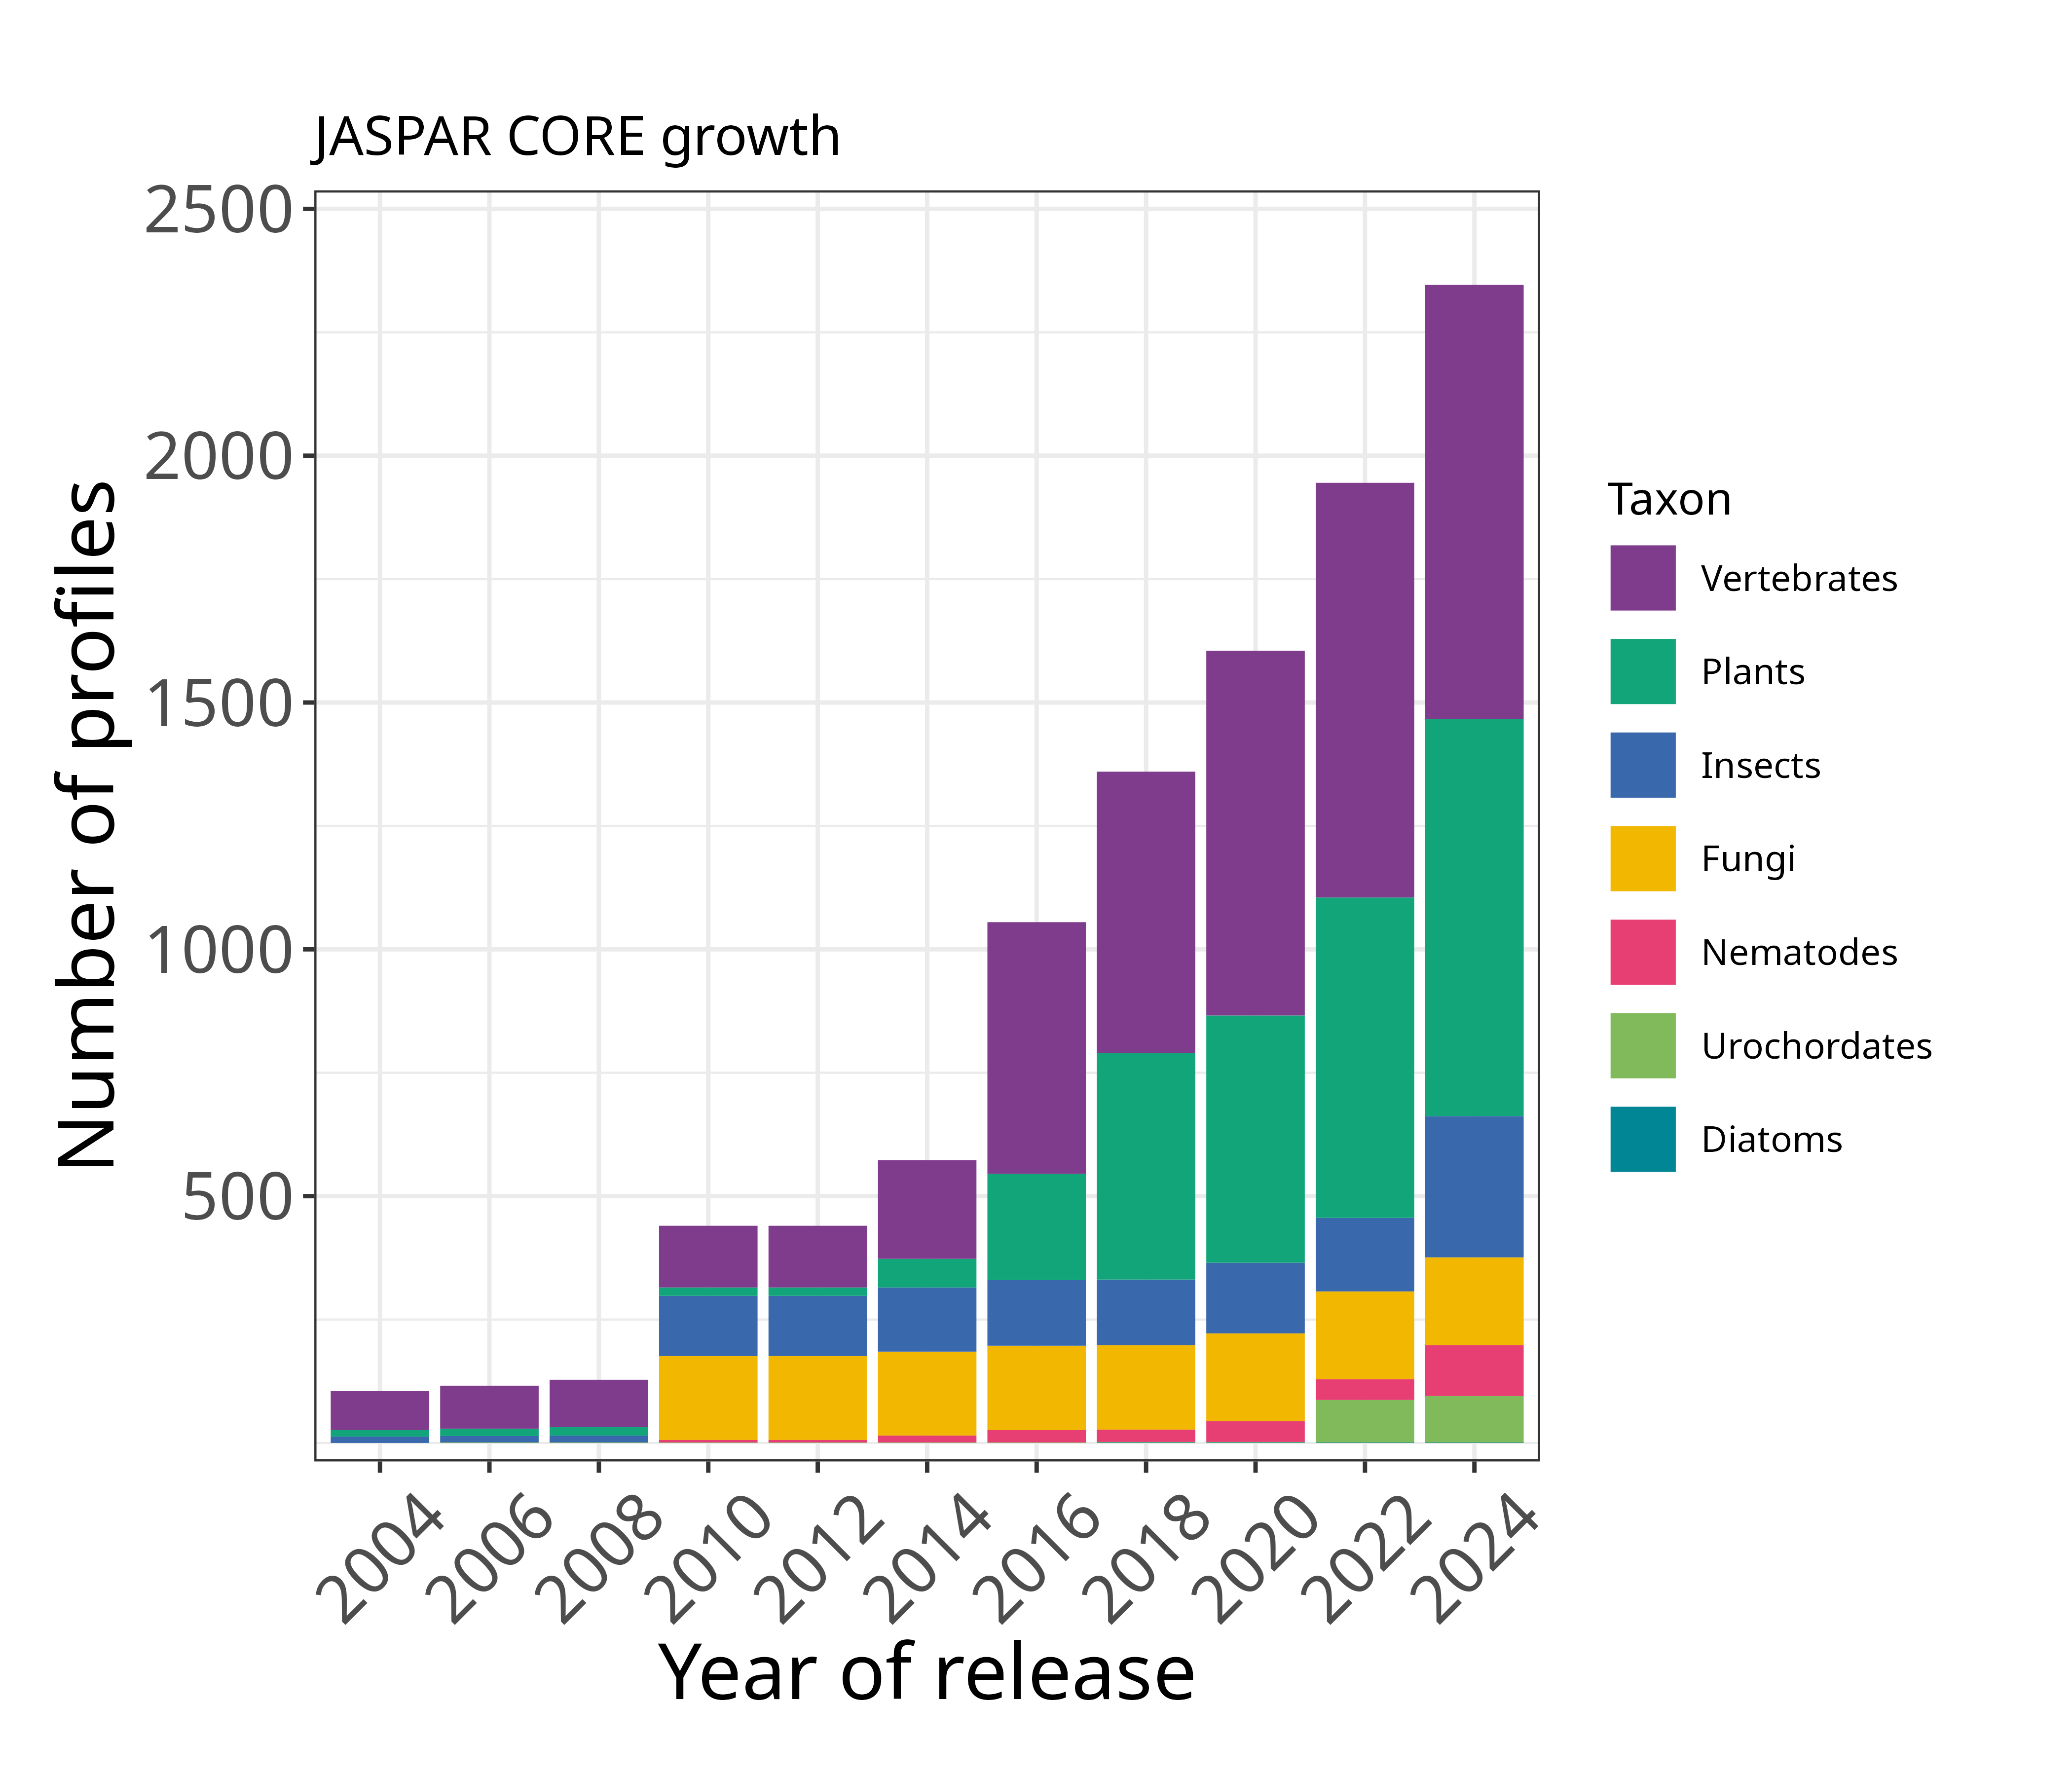 JASPAR CORE growth
2500
2000
1500
1000
500
Number of profiles
2004 2006 2008 2010 2012 2014 2016 2018 2020 2022 2024
Year of release
Taxon
Vertebrates
Plants
Insects
Fungi
Nematodes
Urochordates
Diatoms